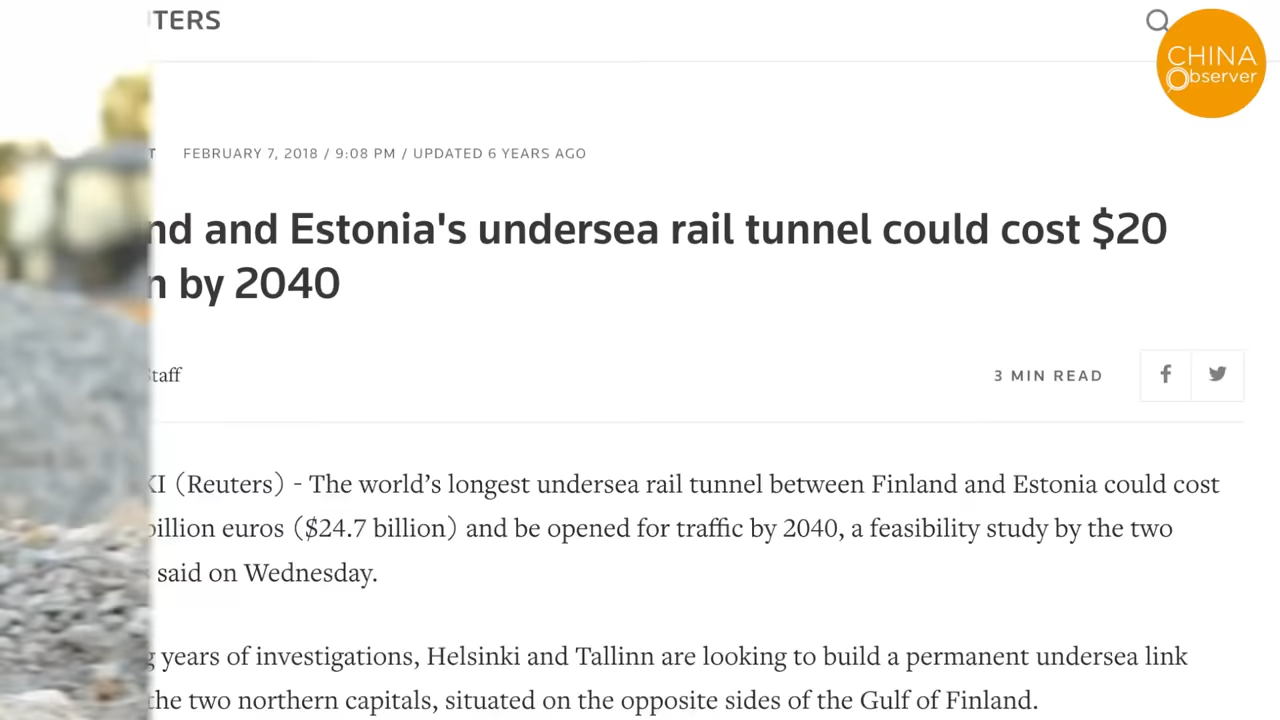 TERS
CHINA
Observer
T FEBRUARY 7, 2018 / 9:08 PM / UPDATED 6 YEARS AGO
nd and Estonia's undersea rail tunnel could cost $20
n by 2040
taff
3 MIN READ
KI (Reuters) - The world's longest undersea rail tunnel between Finland and Estonia could cost
billion euros ($24.7 billion) and be opened for traffic by 2040, a feasibility study by the two
said on Wednesday.
g years of investigations, Helsinki and Tallinn are looking to build a permanent undersea link
the two northern capitals, situated on the opposite sides of the Gulf of Finland.